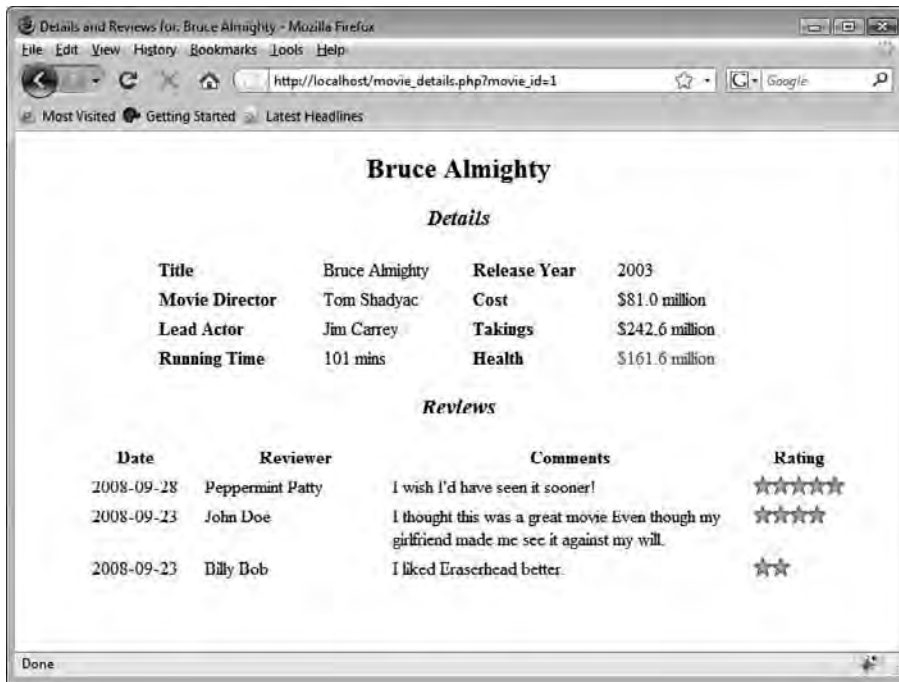 Details and Reviews for: Bruce Almighty - Mozilla Firefox
File Edit View History Bookmarks Tools Help
http://localhost/movie_details.php?movie_id=1
G Google
Most Visited Getting Started Latest Headlines
Bruce Almighty
Details
Title Bruce Almighty Release Year 2003
Movie Director Tom Shadyac Cost $81.0 million
Lead Actor Jim Carrey Takings $242.6 million
Running Time 101 mins Health $161.6 million
Reviews
Date Reviewer Comments Rating
2008-09-28 Peppermint Patty I wish I'd have seen it sooner!
2008-09-23 John Doe I thought this was a great movie Even though my
girlfriend made me see it against my will.
2008-09-23 Billy Bob I liked Eraserhead better.
Done